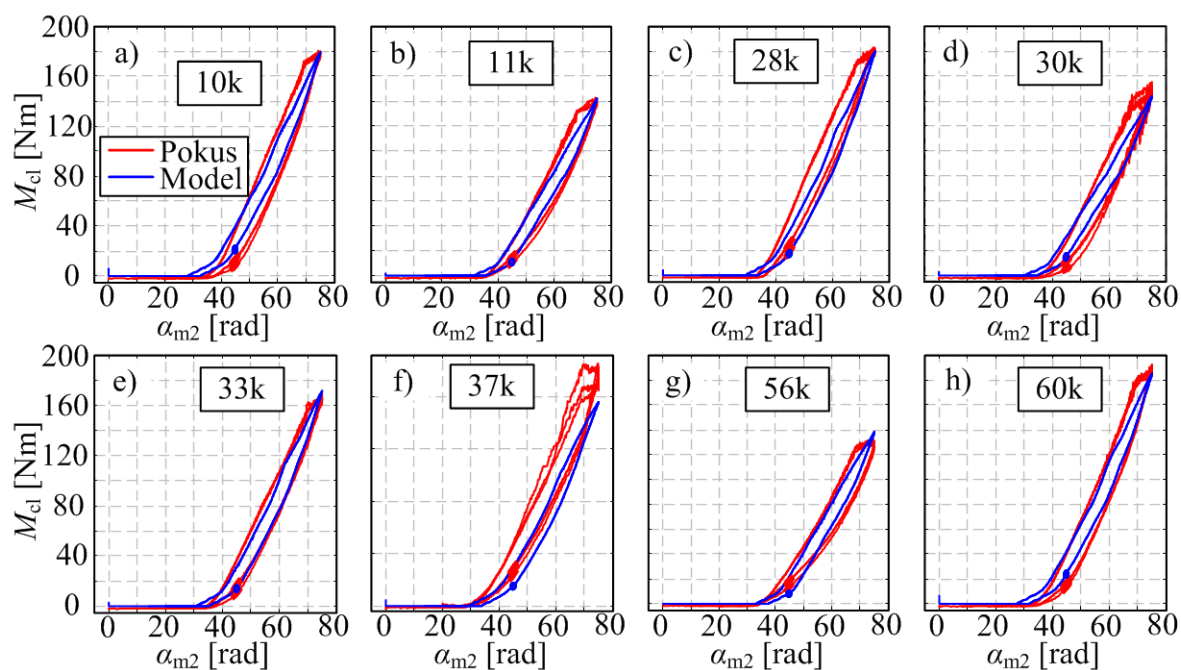 200
160
120
80
40
0
M_cl [Nm]
a)
10k
Pokus
Model
b)
11k
c)
28k
d)
30k
0 20 40 60 80
0 20 40 60 80
0 20 40 60 80
0 20 40 60 80
α_m2 [rad]
α_m2 [rad]
α_m2 [rad]
α_m2 [rad]
200
160
120
80
40
0
M_cl [Nm]
e)
33k
f)
37k
g)
56k
h)
60k
0 20 40 60 80
0 20 40 60 80
0 20 40 60 80
0 20 40 60 80
α_m2 [rad]
α_m2 [rad]
α_m2 [rad]
α_m2 [rad]